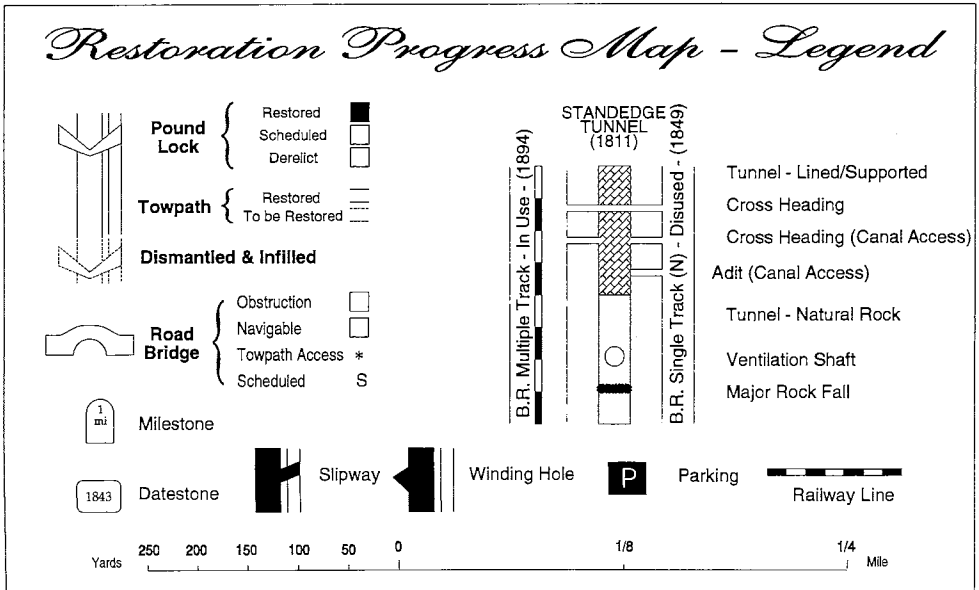 Restoration Progress Map - Legend
Pound
Lock
Restored
Scheduled
Derelict
Towpath
Restored
To be Restored
Dismantled & Infilled
Road
Bridge
Obstruction
Navigable
Towpath Access *
Scheduled S
1
mi
Milestone
1843
Datestone
Slipway
Winding Hole
P
Parking
Railway Line
STANDEDGE
TUNNEL
(1811)
B.R. Multiple Track - In Use - (1894)
B.R. Single Track (N) - Disused - (1849)
Tunnel - Lined/Supported
Cross Heading
Cross Heading (Canal Access)
Adit (Canal Access)
Tunnel - Natural Rock
Ventilation Shaft
Major Rock Fall
Yards 250 200 150 100 50 0 1/8 1/4 Mile